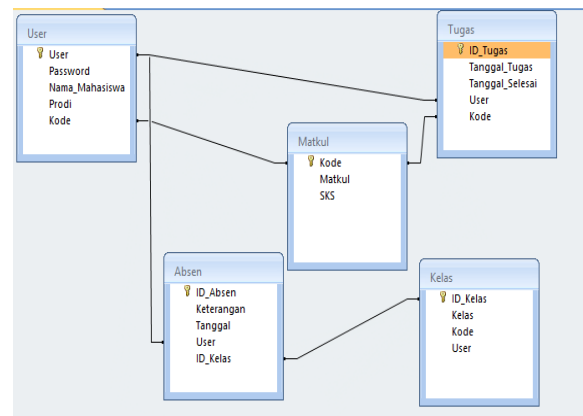 User
User
Password
Nama_Mahasiswa
Prodi
Kode
Tugas
ID_Tugas
Tanggal_Tugas
Tanggal_Selesai
User
Kode
Matkul
Kode
Matkul
SKS
Absen
ID_Absen
Keterangan
Tanggal
User
ID_Kelas
Kelas
ID_Kelas
Kelas
Kode
User